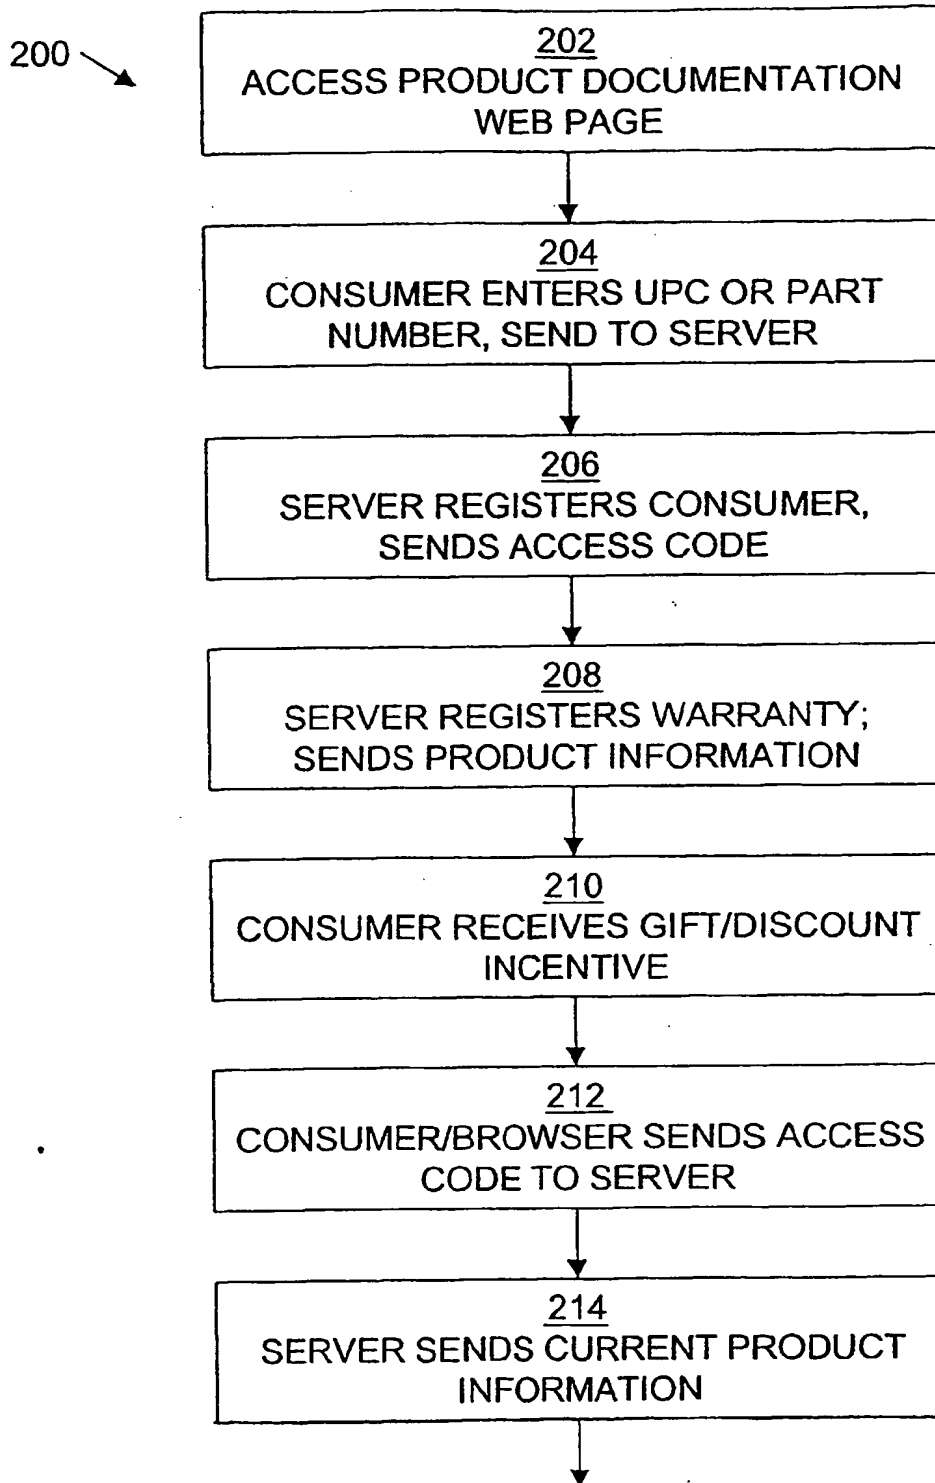 200
202
ACCESS PRODUCT DOCUMENTATION
WEB PAGE
204
CONSUMER ENTERS UPC OR PART
NUMBER, SEND TO SERVER
206
SERVER REGISTERS CONSUMER,
SENDS ACCESS CODE
208
SERVER REGISTERS WARRANTY;
SENDS PRODUCT INFORMATION
210
CONSUMER RECEIVES GIFT/DISCOUNT
INCENTIVE
212
CONSUMER/BROWSER SENDS ACCESS
CODE TO SERVER
214
SERVER SENDS CURRENT PRODUCT
INFORMATION